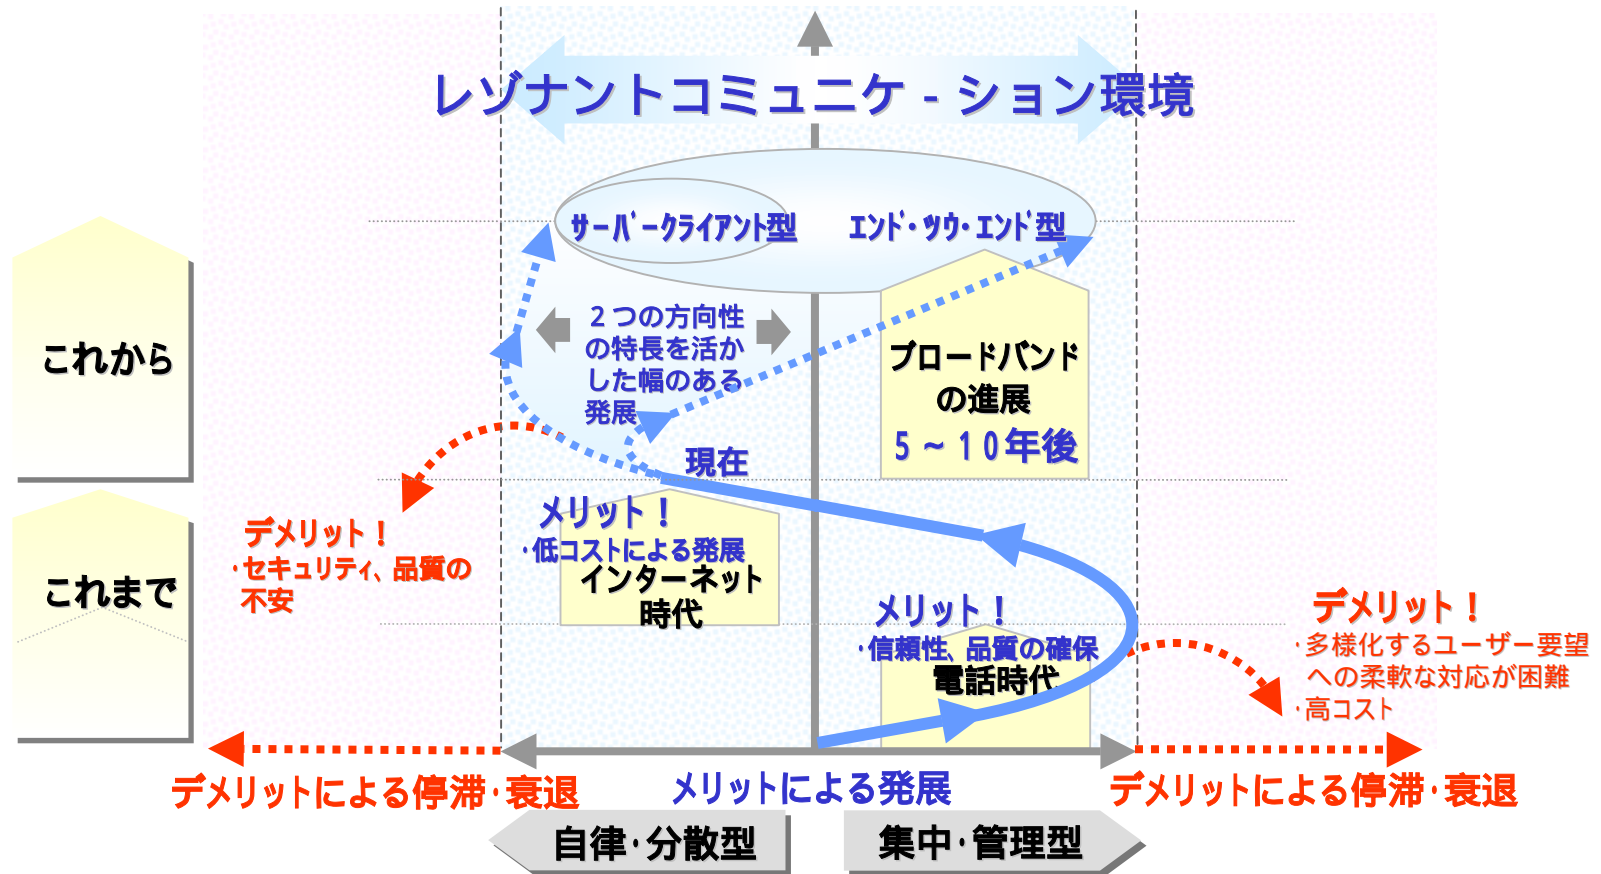 レゾナントコミュニケ-ション環境
サーバークライアント型
エンド・ツウ・エンド型
2つの方向性
の特長を活か
した幅のある
発展
これから
ブロードバンド
の進展
5~10年後
現在
メリット!
・低コストによる発展
インターネット
時代
デメリット!
・セキュリティ、品質の
不安
これまで
メリット!
・信頼性、品質の確保
電話時代
デメリット!
・多様化するユーザー要望
への柔軟な対応が困難
・高コスト
デメリットによる停滞・衰退
メリットによる発展
デメリットによる停滞・衰退
自律・分散型
集中・管理型